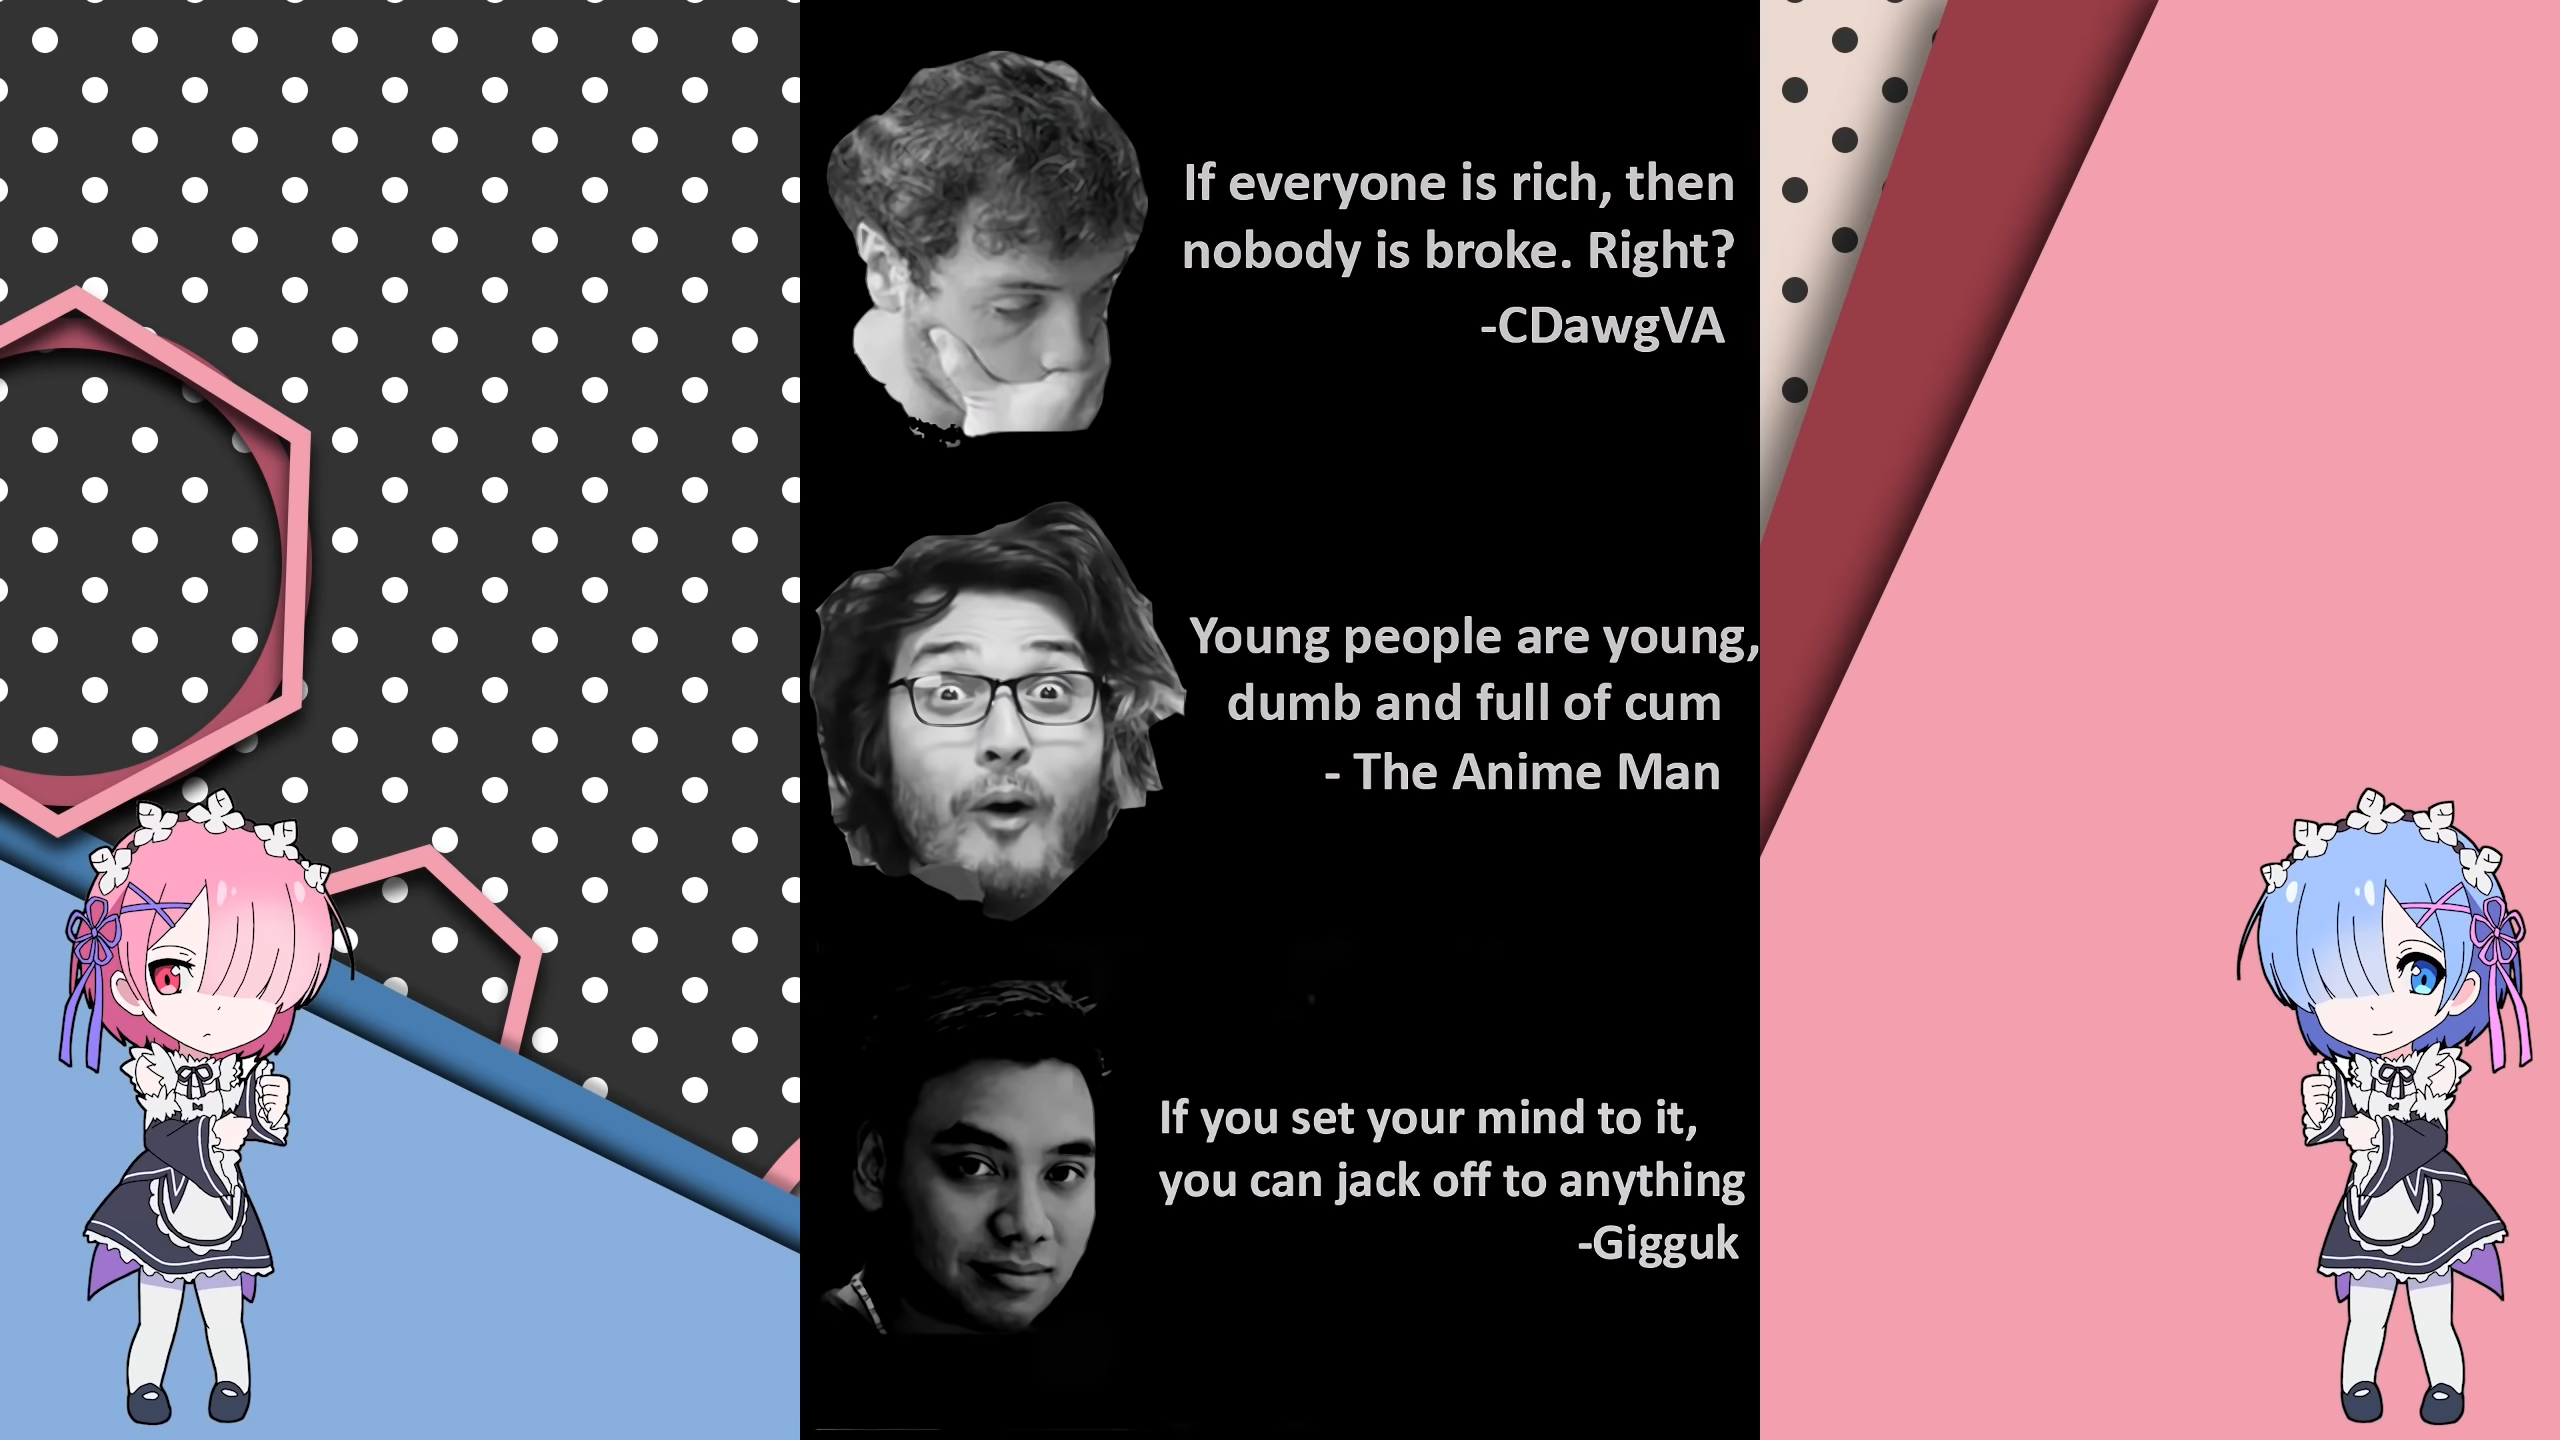 If everyone is rich, then
nobody is broke. Right?
-CDawgVA
Young people are young,
dumb and full of cum
- The Anime Man
If you set your mind to it,
you can jack off to anything
-Gigguk